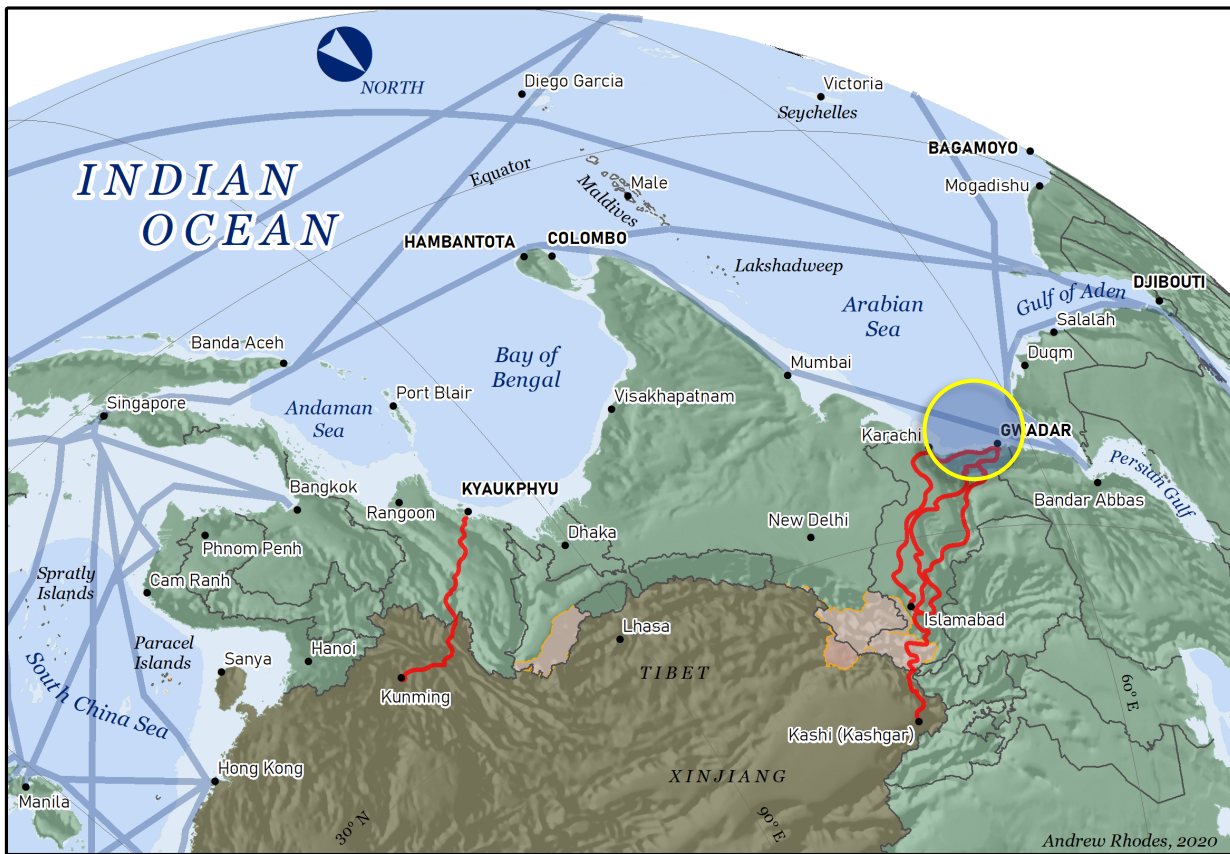 NORTH
Diego Garcia
Victoria
Seychelles
BAGAMOYO
Mogadishu
INDIAN
OCEAN
Equator
Male
Maldives
HAMBANTOTA
COLOMBO
Lakshadweep
Arabian
Sea
DJIBOUTI
Gulf of Aden
Salalah
Duqm
Banda Aceh
Bay of
Bengal
Mumbai
Port Blair
Visakhapatnam
Singapore
Andaman
Sea
Karachi
GWADAR
Persian Gulf
Bandar Abbas
Bangkok
Rangoon
KYAUKPHYU
Dhaka
New Delhi
Phnom Penh
Spratly
Islands
Cam Ranh
Islamabad
Paracel
Islands
Sanya
Hanoi
Lhasa
TIBET
Kunming
South China Sea
60° E
Kashi (Kashgar)
Hong Kong
XINJIANG
Manila
30° N
90° E
Andrew Rhodes, 2020